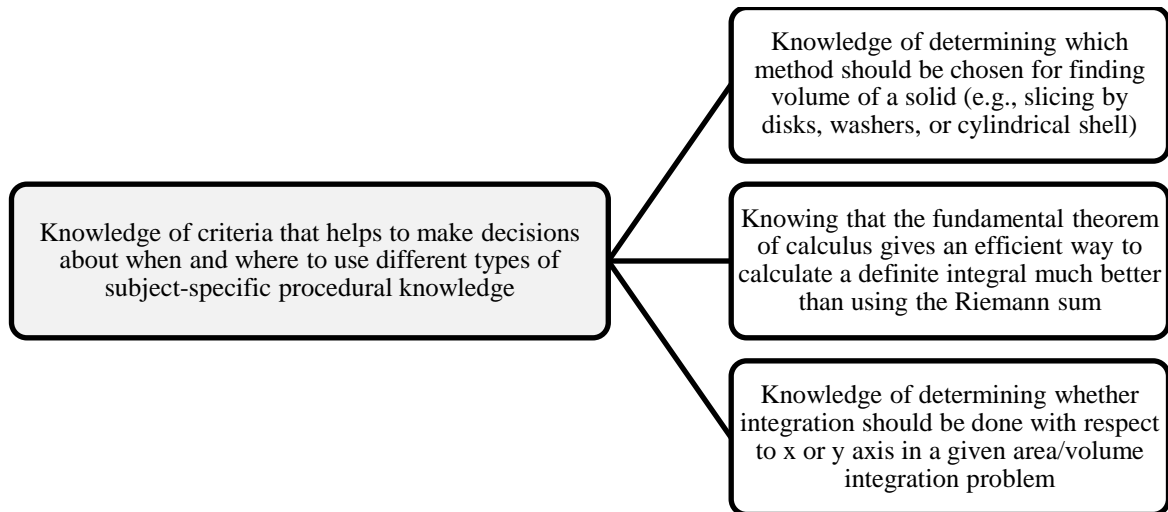 Knowledge of criteria that helps to make decisions
about when and where to use different types of
subject-specific procedural knowledge
Knowledge of determining which
method should be chosen for finding
volume of a solid (e.g., slicing by
disks, washers, or cylindrical shell)
Knowing that the fundamental theorem
of calculus gives an efficient way to
calculate a definite integral much better
than using the Riemann sum
Knowledge of determining whether
integration should be done with respect
to x or y axis in a given area/volume
integration problem